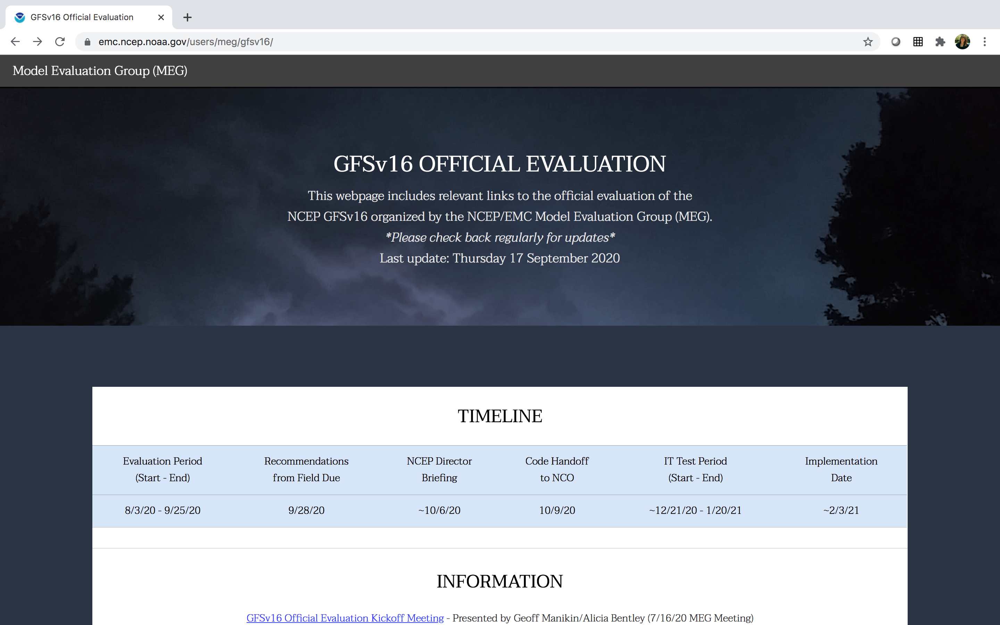 GFSv16 Official Evaluation
emc.ncep.noaa.gov/users/meg/gfsv16/
Model Evaluation Group (MEG)
GFSv16 OFFICIAL EVALUATION
This webpage includes relevant links to the official evaluation of the
NCEP GFSv16 organized by the NCEP/EMC Model Evaluation Group (MEG).
*Please check back regularly for updates*
Last update: Thursday 17 September 2020
TIMELINE
Evaluation Period (Start - End)
Recommendations from Field Due
NCEP Director Briefing
Code Handoff to NCO
IT Test Period (Start - End)
Implementation Date
8/3/20 - 9/25/20
9/28/20
~10/6/20
10/9/20
~12/21/20 - 1/20/21
~2/3/21
INFORMATION
GFSv16 Official Evaluation Kickoff Meeting - Presented by Geoff Manikin/Alicia Bentley (7/16/20 MEG Meeting)